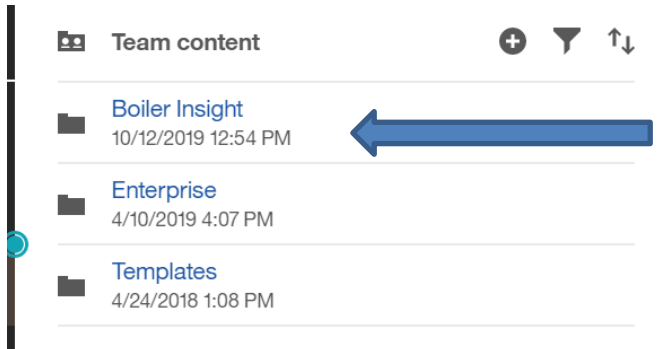 Team content
Boiler Insight
10/12/2019 12:54 PM
Enterprise
4/10/2019 4:07 PM
Templates
4/24/2018 1:08 PM